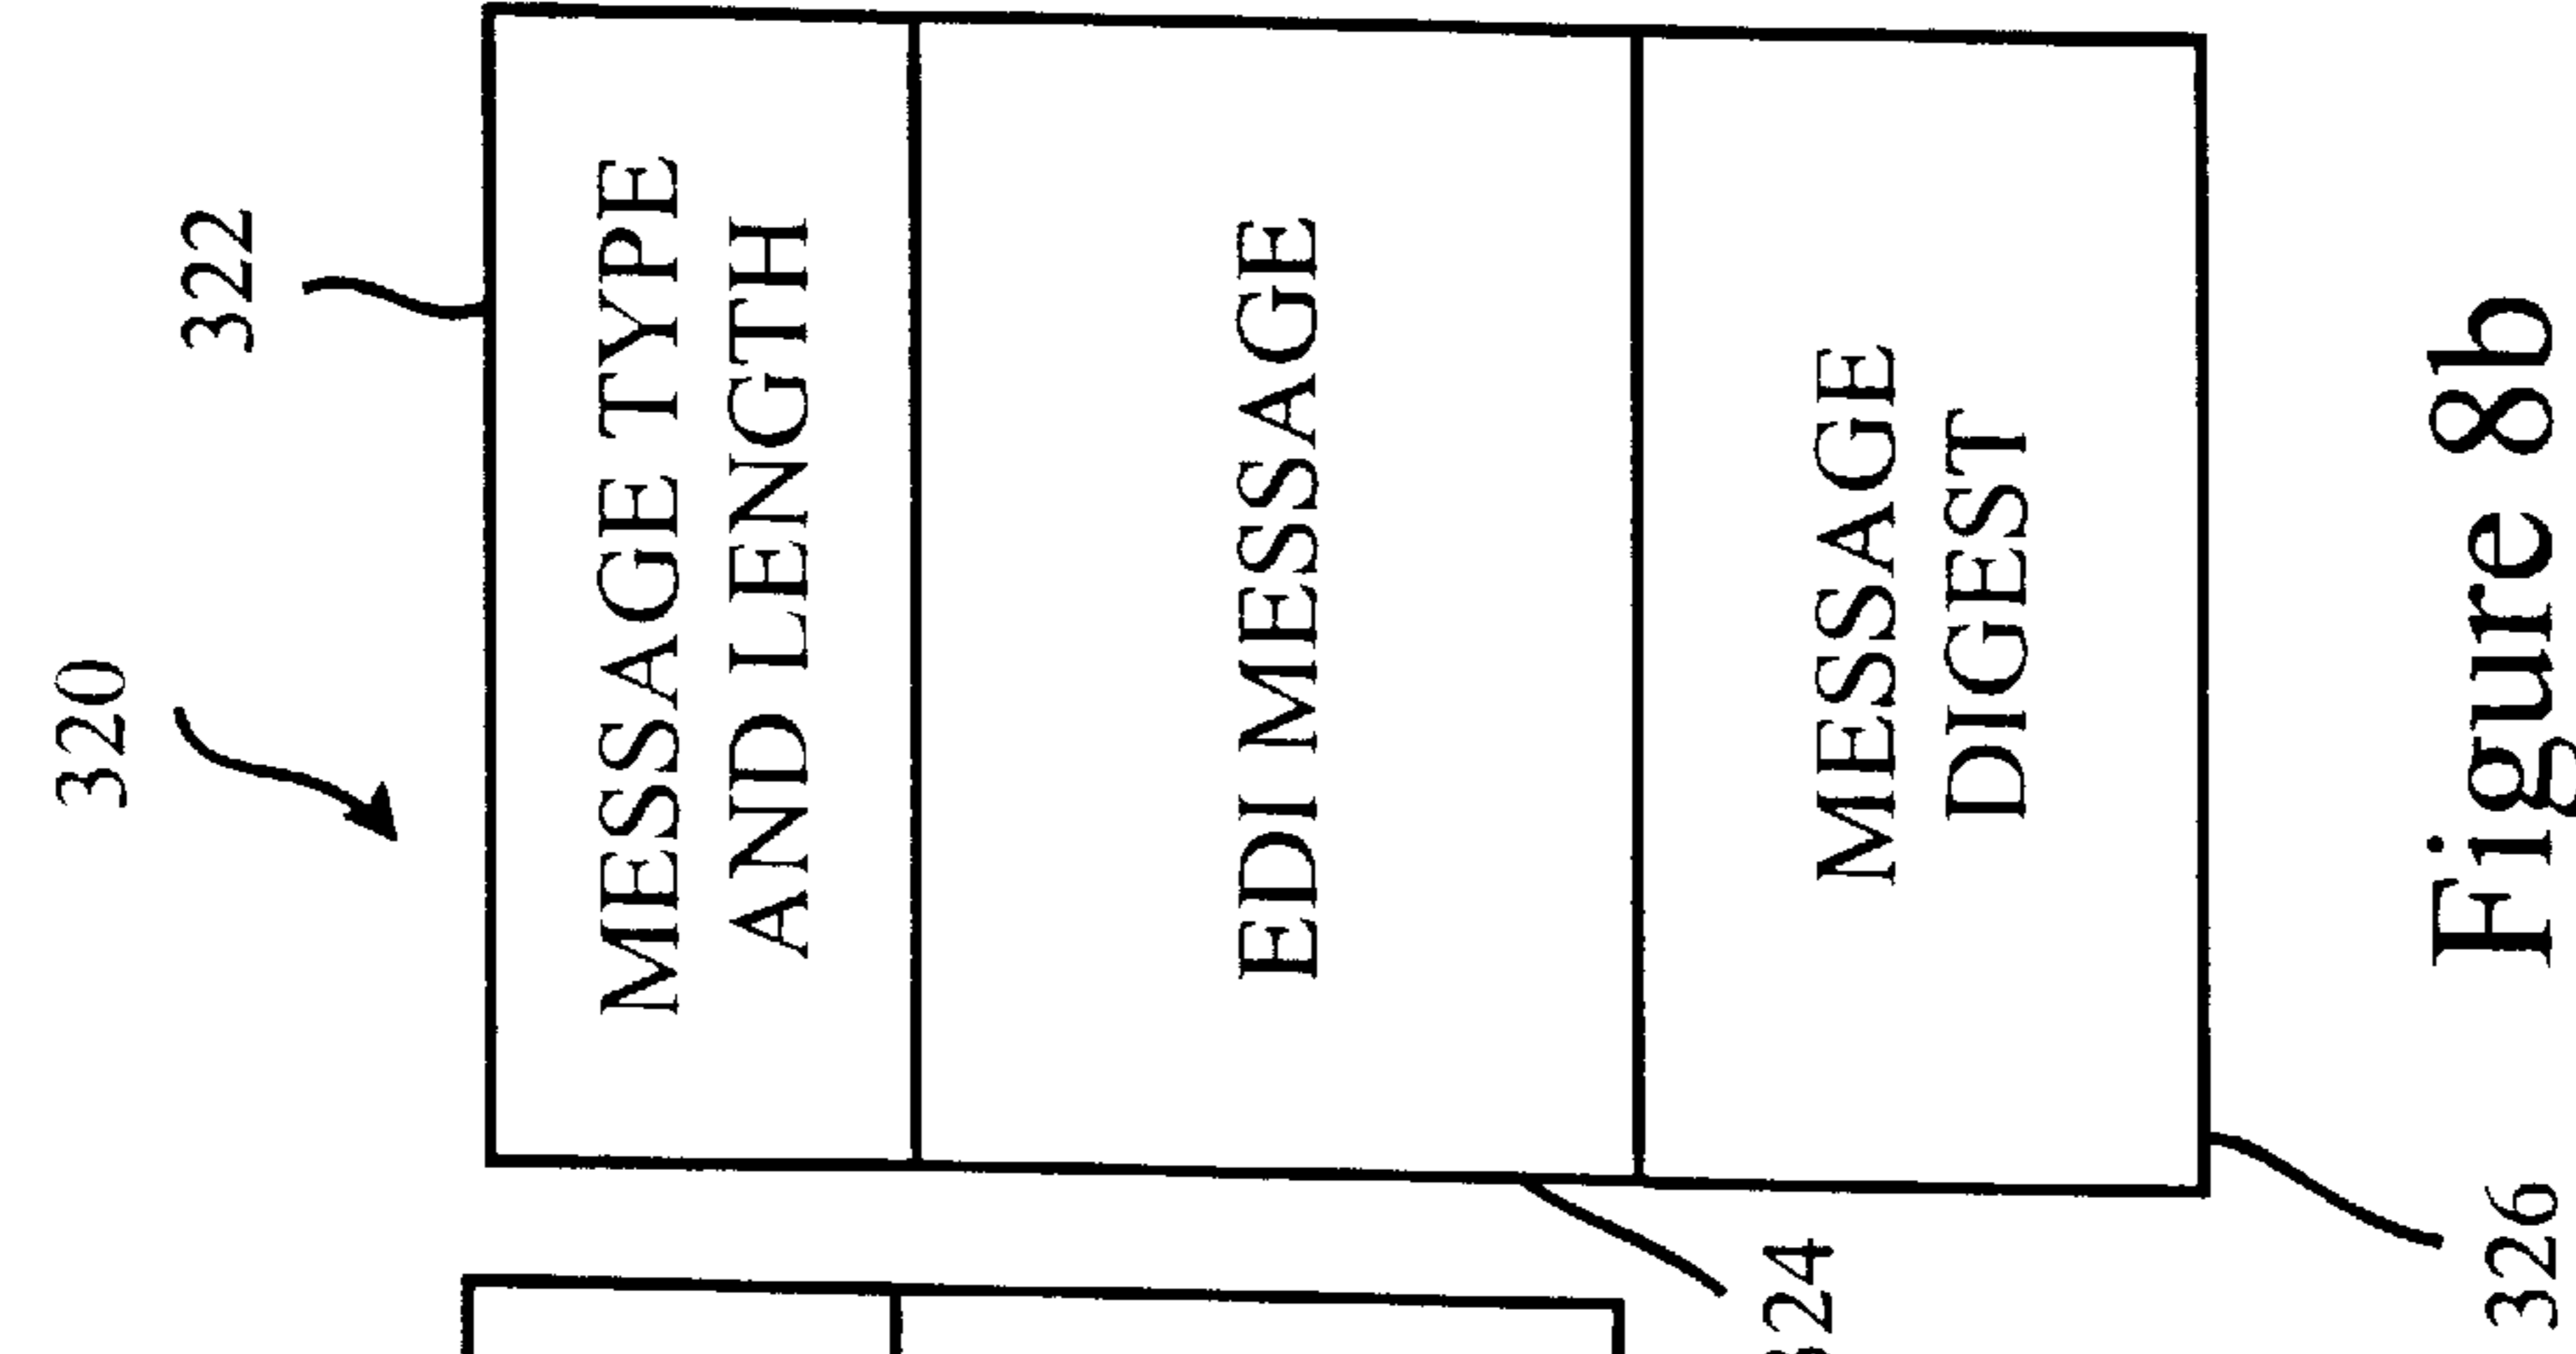 320
322
MESSAGE TYPE
AND LENGTH
EDI MESSAGE
MESSAGE
DIGEST
324
326
Figure 8b